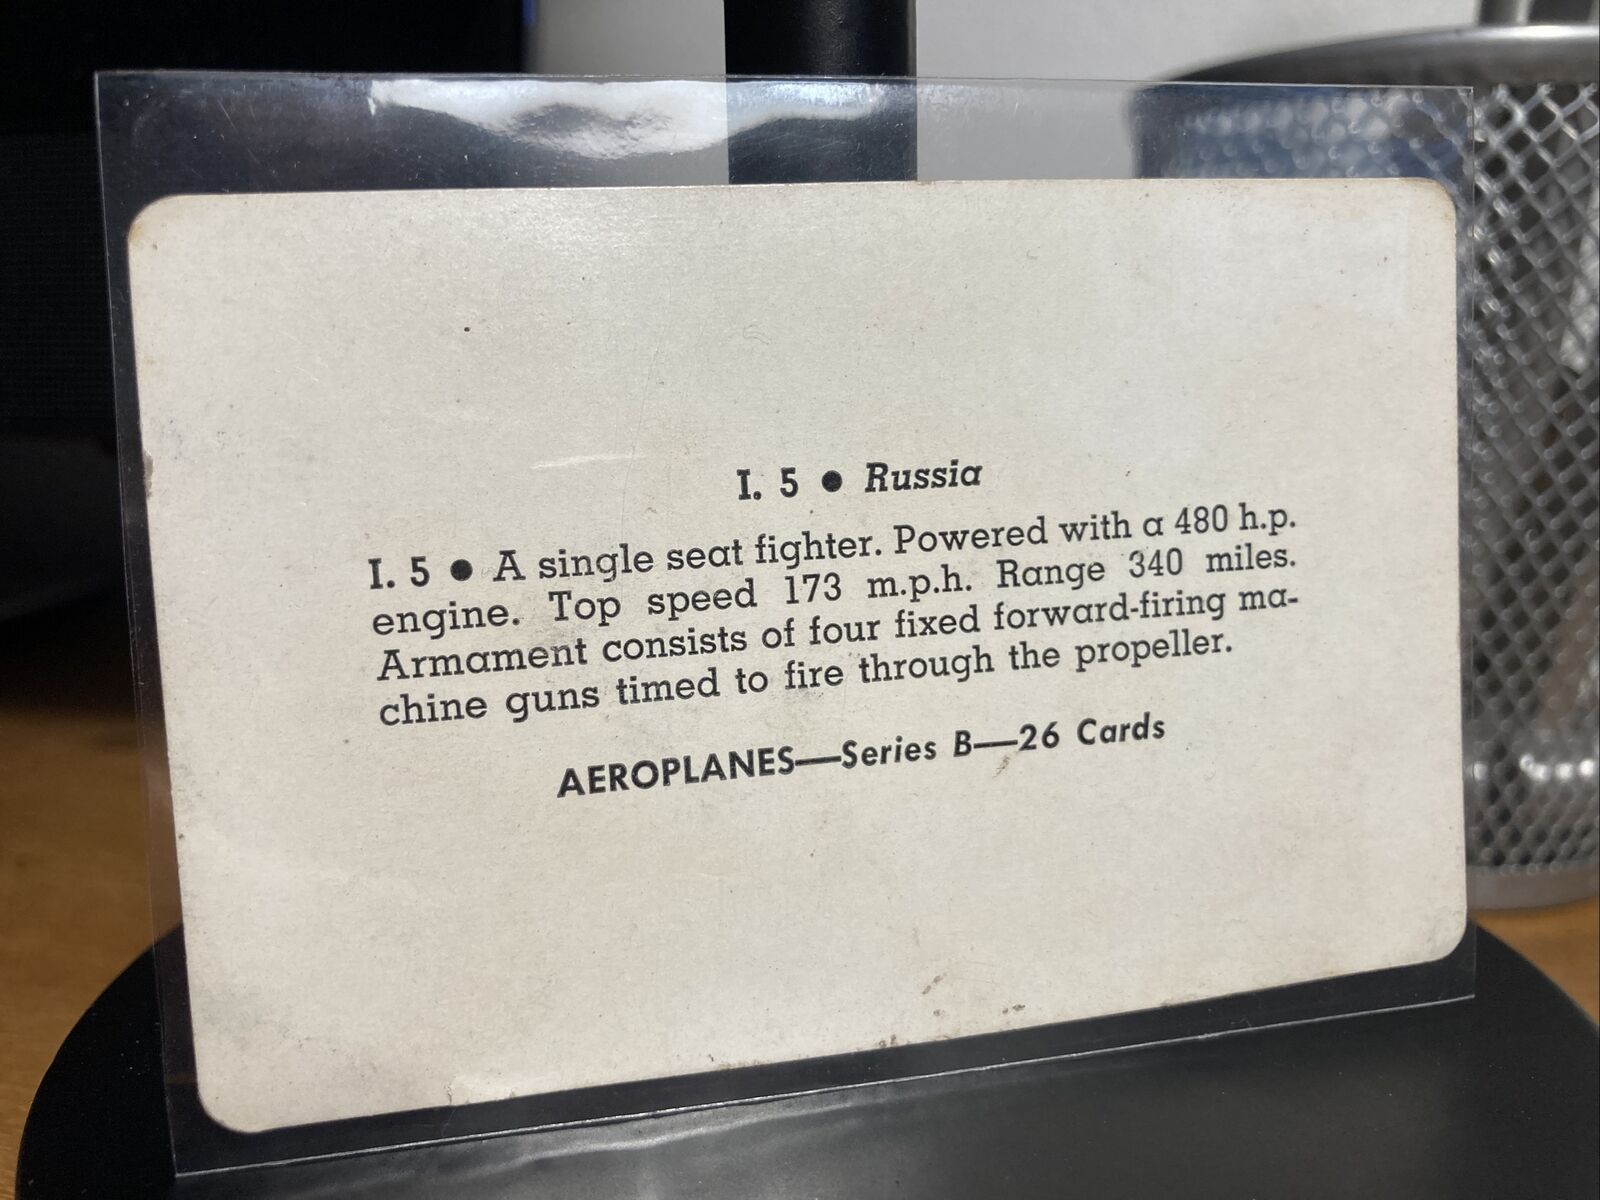 I. 5 ● Russia
I. 5 ● A single seat fighter. Powered with a 480 h.p.
engine. Top speed 173 m.p.h. Range 340 miles.
Armament consists of four fixed forward-firing ma-
chine guns timed to fire through the propeller.
AEROPLANES—Series B—26 Cards